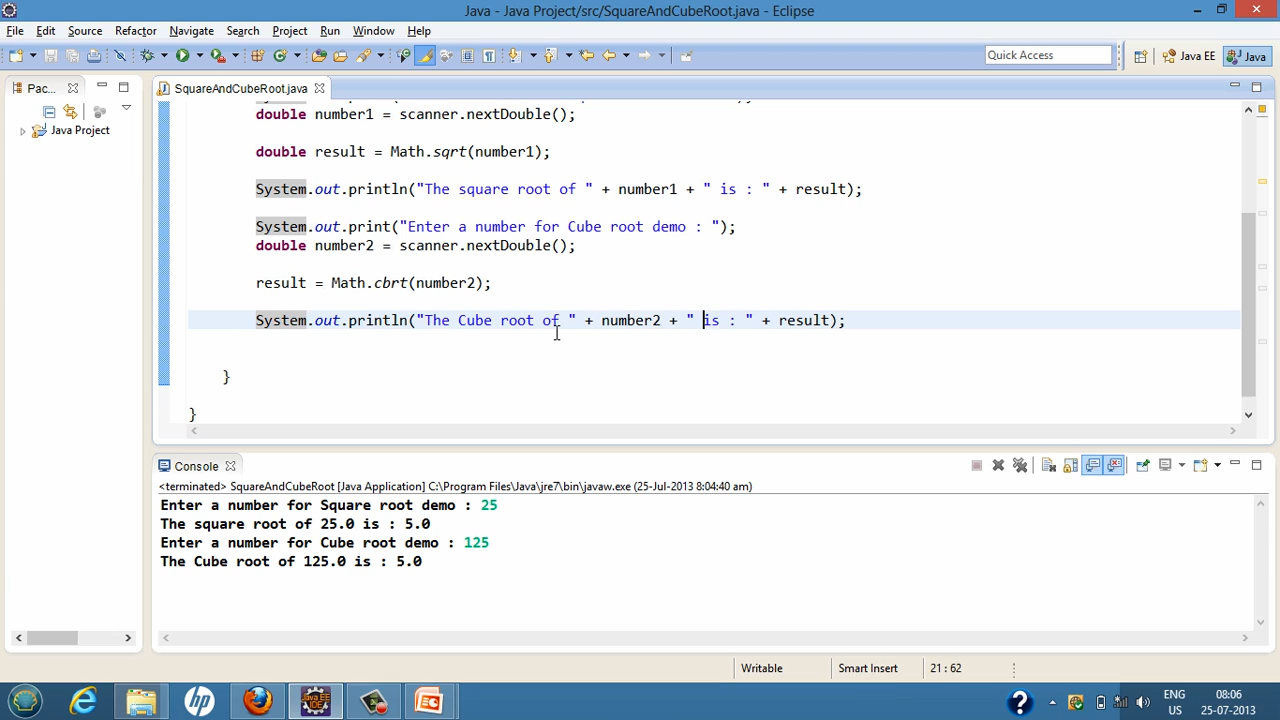 Java - Java Project/src/SquareAndCubeRoot.java - Eclipse
File Edit Source Refactor Navigate Search Project Run Window Help
Quick Access
Java EE
Java
Pac...
SquareAndCubeRoot.java
Java Project
double number1 = scanner.nextDouble();
double result = Math.sqrt(number1);
System.out.println("The square root of " + number1 + " is : " + result);
System.out.print("Enter a number for Cube root demo : ");
double number2 = scanner.nextDouble();
result = Math.cbrt(number2);
System.out.println("The Cube root of " + number2 + " is : " + result);
}
}
Console
<terminated> SquareAndCubeRoot [Java Application] C:\Program Files\Java\jre7\bin\javaw.exe (25-Jul-2013 8:04:40 am)
Enter a number for Square root demo : 25
The square root of 25.0 is : 5.0
Enter a number for Cube root demo : 125
The Cube root of 125.0 is : 5.0
Writable Smart Insert 21 : 62
hp
Java EE
IDE
ENG 08:06
US 25-07-2013